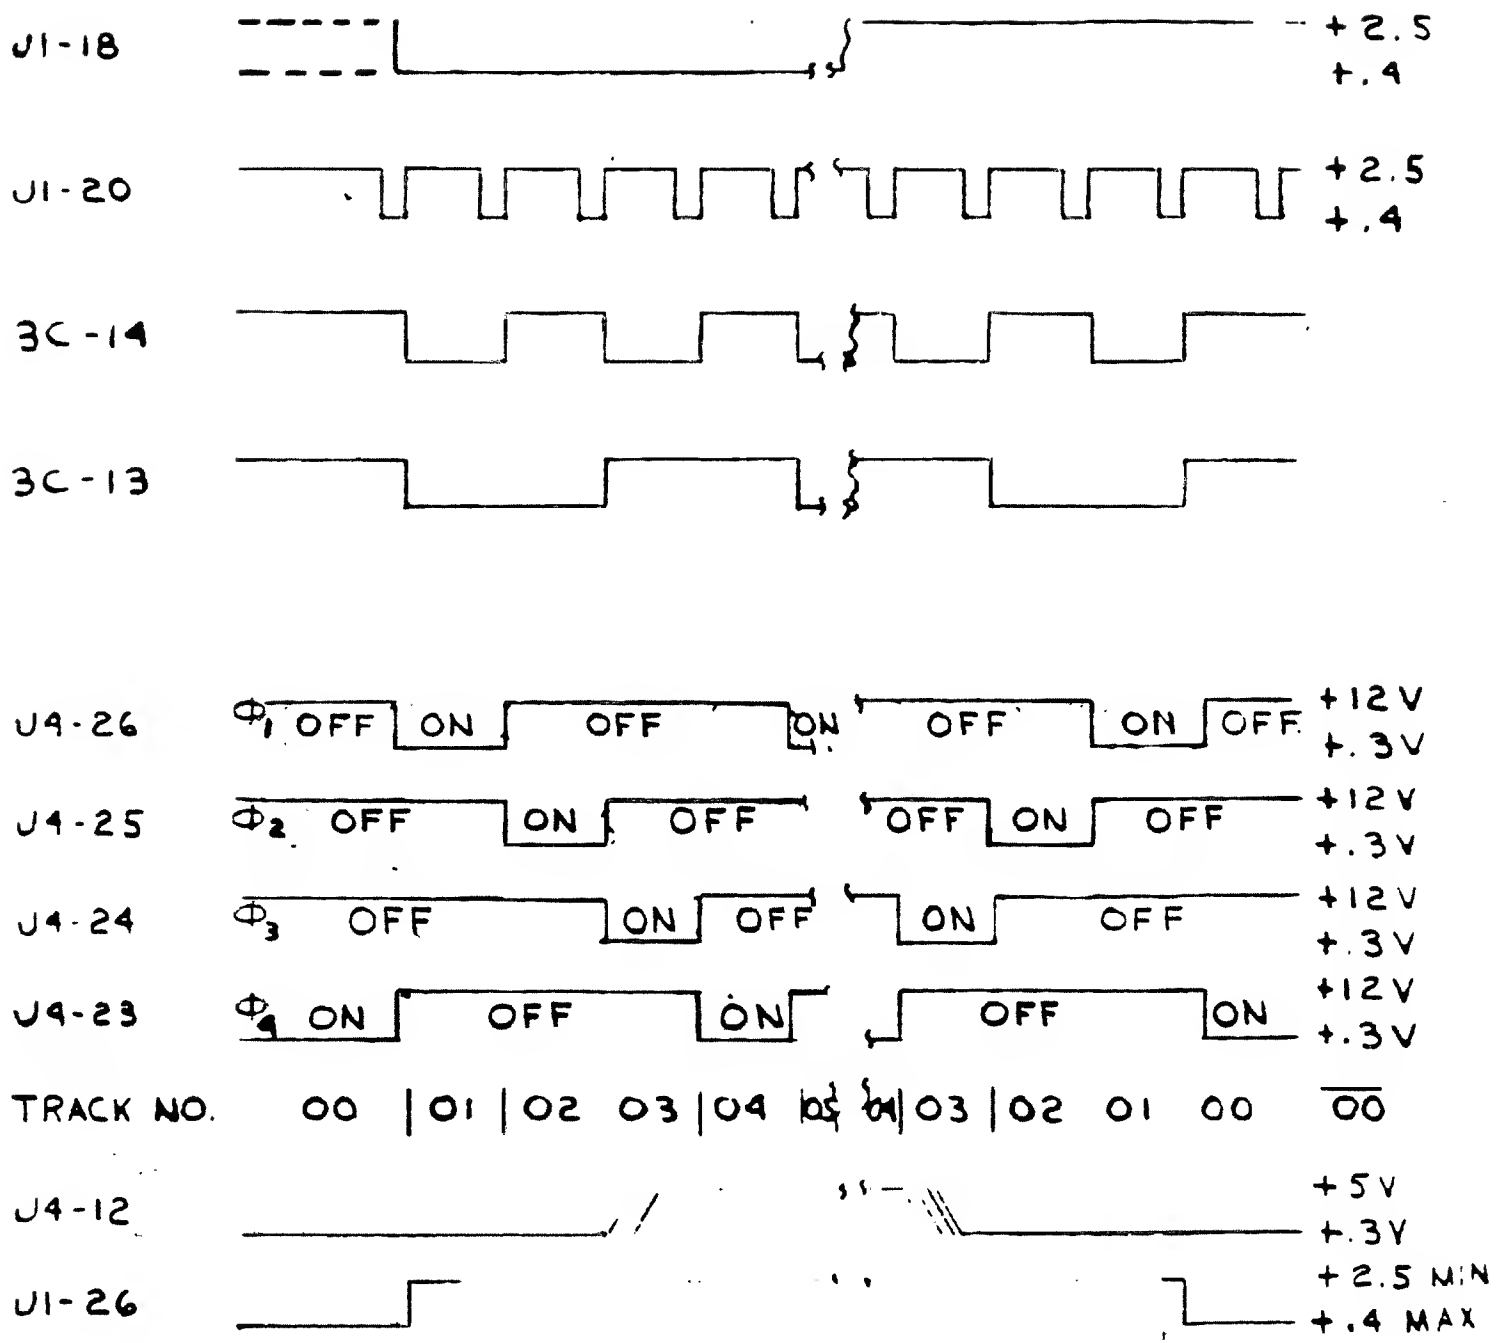 J1-18 +2.5
+.4
J1-20 +2.5
+.4
3C-14
3C-13
J4-26 Φ1 OFF ON OFF ON OFF ON OFF +12V
+.3V
J4-25 Φ2 OFF ON OFF OFF ON OFF +12V
+.3V
J4-24 Φ3 OFF ON OFF ON OFF +12V
+.3V
J4-23 Φ4 ON OFF ON OFF ON +12V
+.3V
TRACK NO. 00 01 02 03 04 05 04 03 02 01 00 0̅0̅
J4-12 +5V
+.3V
J1-26 +2.5 MIN
+.4 MAX